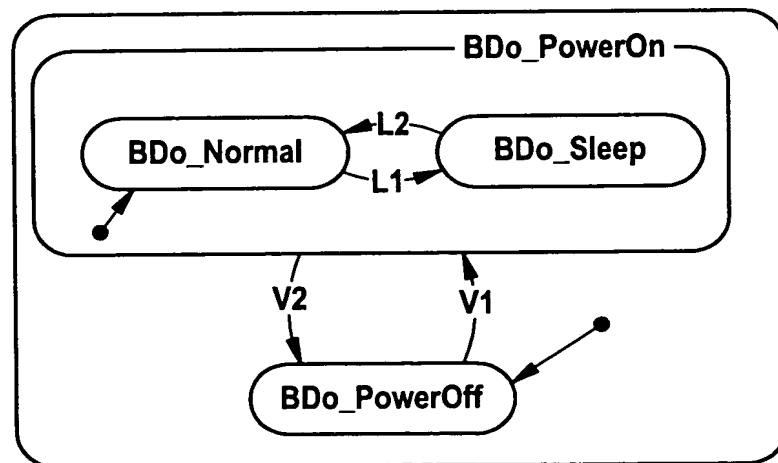 BDo_PowerOn
L2
BDo_Normal
BDo_Sleep
L1
V2
V1
BDo_PowerOff